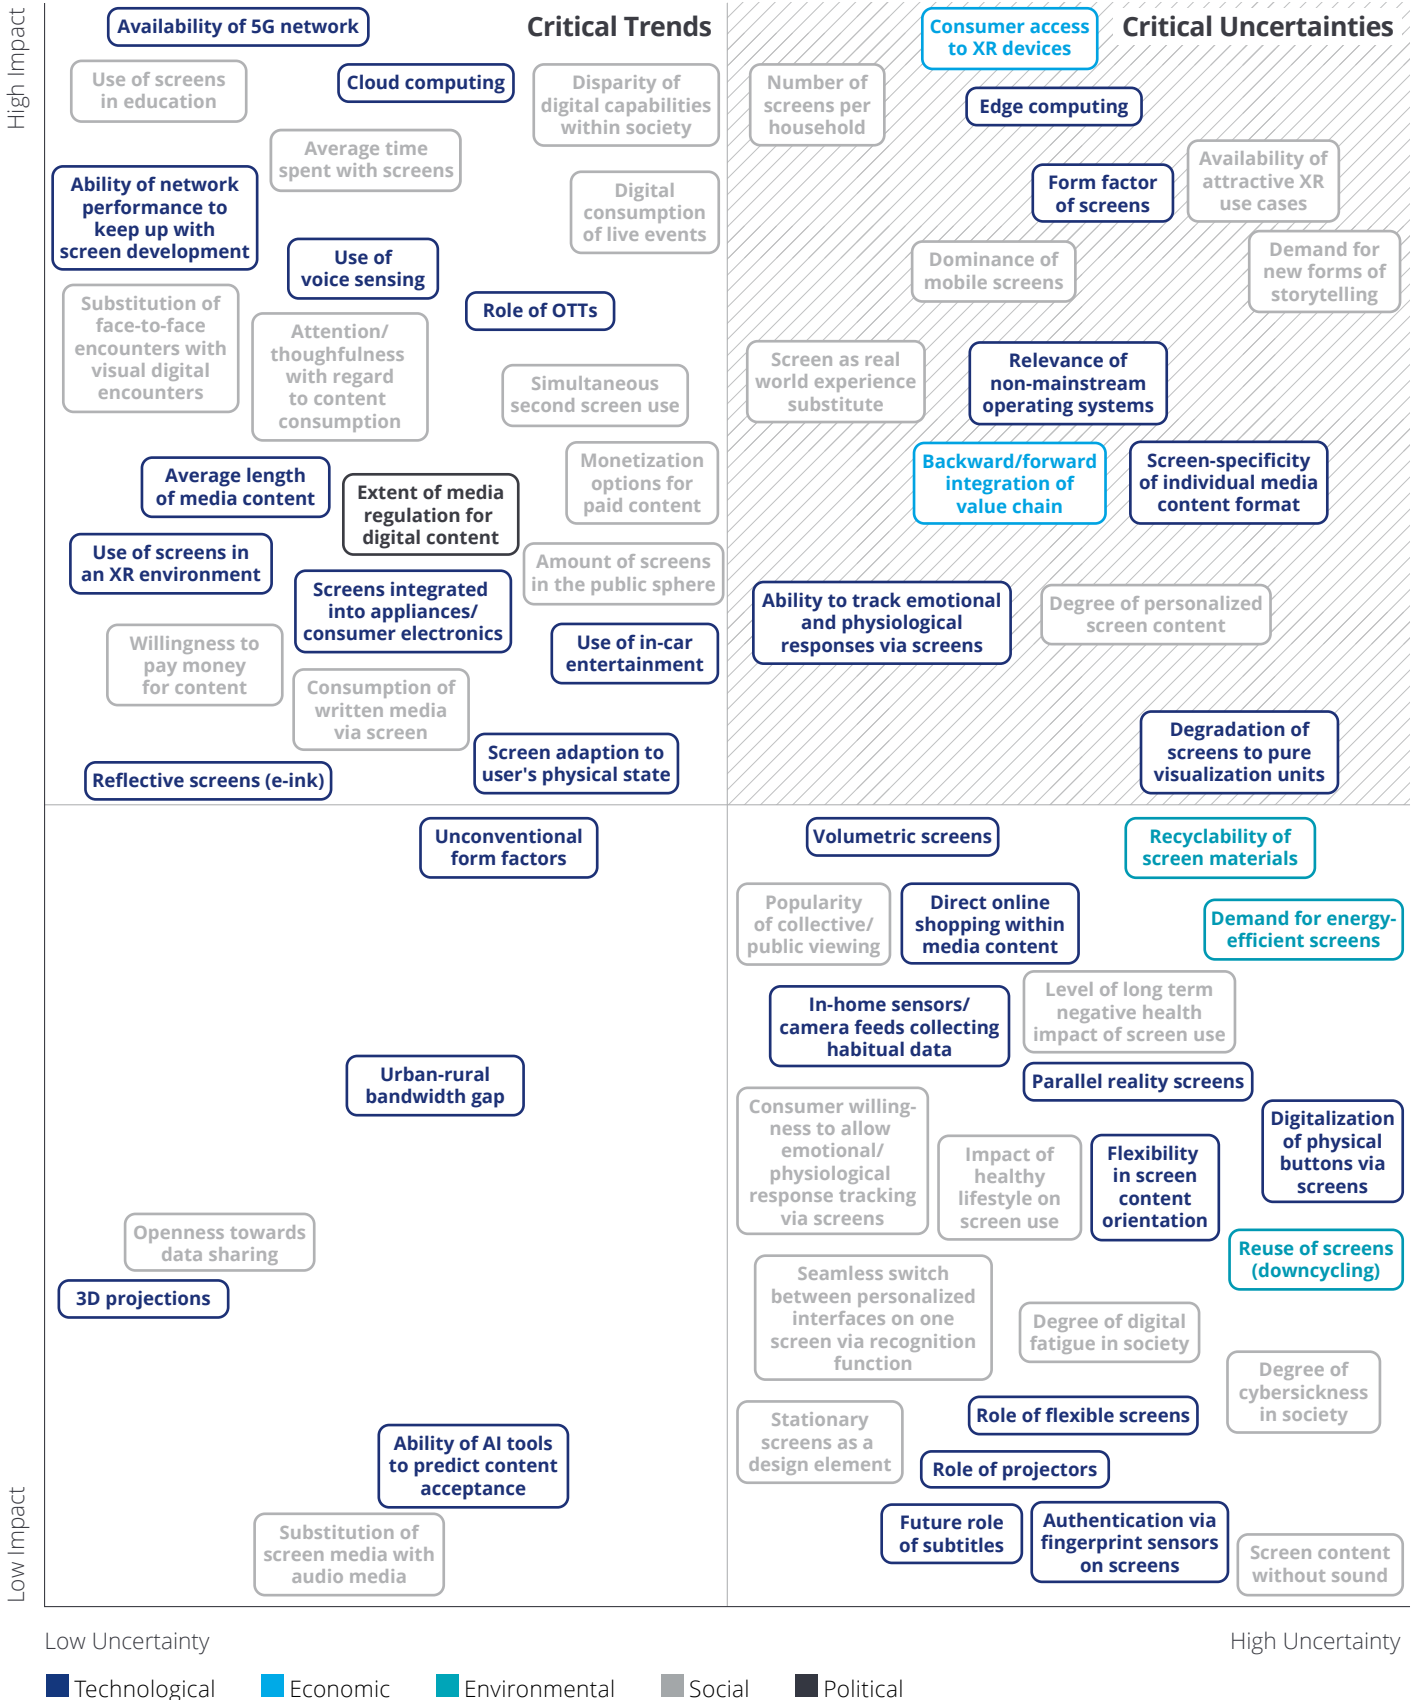 High Impact
Critical Trends
Availability of 5G network
Use of screens
in education
Cloud computing
Disparity of
digital capabilities
within society
Average time
spent with screens
Ability of network
performance to
keep up with
screen development
Digital
consumption
of live events
Use of
voice sensing
Role of OTTs
Substitution of
face-to-face
encounters with
visual digital
encounters
Attention/
thoughfulness
with regard
to content
consumption
Simultaneous
second screen use
Average length
of media content
Extent of media
regulation for
digital content
Monetization
options for
paid content
Use of screens in
an XR environment
Amount of screens
in the public sphere
Screens integrated
into appliances/
consumer electronics
Willingness to
pay money
for content
Use of in-car
entertainment
Consumption of
written media
via screen
Screen adaption to
user's physical state
Reflective screens (e-ink)
Critical Uncertainties
Consumer access
to XR devices
Number of
screens per
household
Edge computing
Availability of
attractive XR
use cases
Form factor
of screens
Dominance of
mobile screens
Demand for
new forms of
storytelling
Screen as real
world experience
substitute
Relevance of
non-mainstream
operating systems
Backward/forward
integration of
value chain
Screen-specificity
of individual media
content format
Ability to track emotional
and physiological
responses via screens
Degree of personalized
screen content
Degradation of
screens to pure
visualization units
Unconventional
form factors
Urban-rural
bandwidth gap
Openness towards
data sharing
3D projections
Ability of AI tools
to predict content
acceptance
Substitution of
screen media with
audio media
Volumetric screens
Recyclability of
screen materials
Popularity
of collective/
public viewing
Direct online
shopping within
media content
Demand for energy-
efficient screens
In-home sensors/
camera feeds collecting
habitual data
Level of long term
negative health
impact of screen use
Parallel reality screens
Consumer willing-
ness to allow
emotional/
physiological
response tracking
via screens
Impact of
healthy
lifestyle on
screen use
Flexibility
in screen
content
orientation
Digitalization
of physical
buttons via
screens
Reuse of screens
(downcycling)
Seamless switch
between personalized
interfaces on one
screen via recognition
function
Degree of digital
fatigue in society
Degree of
cybersickness
in society
Stationary
screens as a
design element
Role of flexible screens
Role of projectors
Future role
of subtitles
Authentication via
fingerprint sensors
on screens
Screen content
without sound
Low Impact
Low Uncertainty
High Uncertainty
Technological
Economic
Environmental
Social
Political